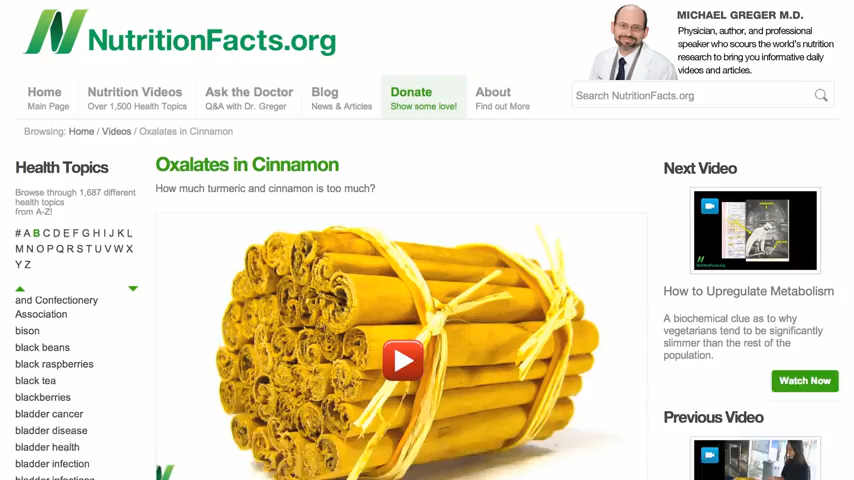 NutritionFacts.org
MICHAEL GREGER M.D.
Physician, author, and professional
speaker who scours the world's nutrition
research to bring you informative daily
videos and articles.
Home
Main Page
Nutrition Videos
Over 1,500 Health Topics
Ask the Doctor
Q&A with Dr. Greger
Blog
News & Articles
Donate
Show some love!
About
Find out More
Search NutritionFacts.org
Browsing: Home / Videos / Oxalates in Cinnamon
Health Topics
Browse through 1,687 different
health topics
from A-Z!
# A B C D E F G H I J K L
M N O P Q R S T U V W X
Y Z
and Confectionery
Association
bison
black beans
black raspberries
black tea
blackberries
bladder cancer
bladder disease
bladder health
bladder infection
bladder infections
Oxalates in Cinnamon
How much turmeric and cinnamon is too much?
Next Video
NutritionFacts.org
How to Upregulate Metabolism
A biochemical clue as to why
vegetarians tend to be significantly
slimmer than the rest of the
population.
Watch Now
Previous Video